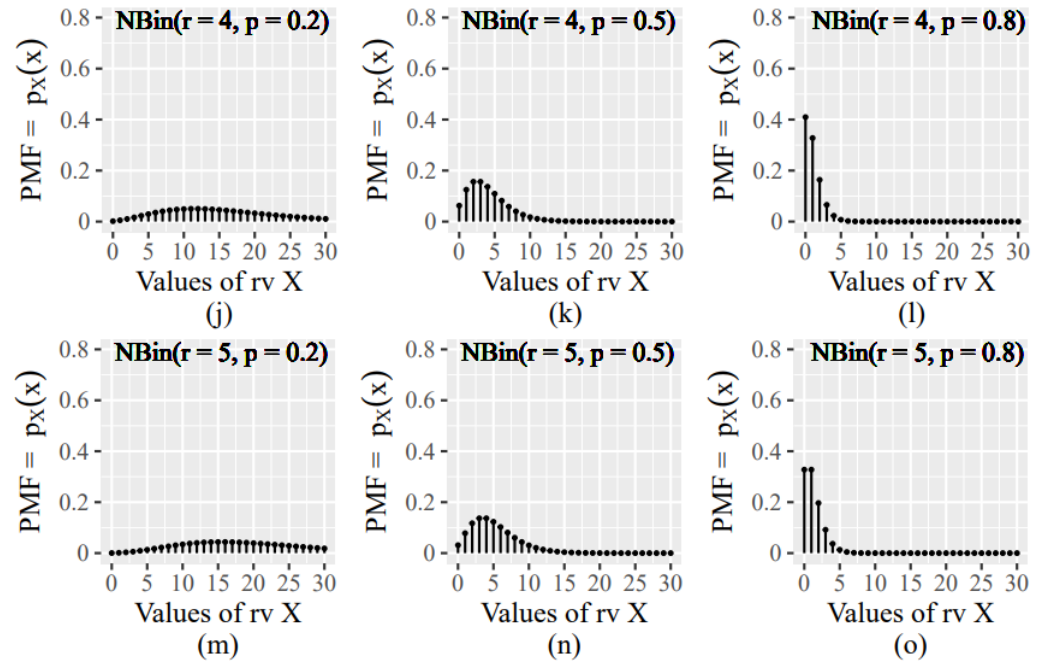 NBin(r = 4, p = 0.2)
PMF = pX(x)
0.8
0.6
0.4
0.2
0
0 5 10 15 20 25 30
Values of rv X
(j)
NBin(r = 4, p = 0.5)
PMF = pX(x)
0.8
0.6
0.4
0.2
0
0 5 10 15 20 25 30
Values of rv X
(k)
NBin(r = 4, p = 0.8)
PMF = pX(x)
0.8
0.6
0.4
0.2
0
0 5 10 15 20 25 30
Values of rv X
(l)
NBin(r = 5, p = 0.2)
PMF = pX(x)
0.8
0.6
0.4
0.2
0
0 5 10 15 20 25 30
Values of rv X
(m)
NBin(r = 5, p = 0.5)
PMF = pX(x)
0.8
0.6
0.4
0.2
0
0 5 10 15 20 25 30
Values of rv X
(n)
NBin(r = 5, p = 0.8)
PMF = pX(x)
0.8
0.6
0.4
0.2
0
0 5 10 15 20 25 30
Values of rv X
(o)